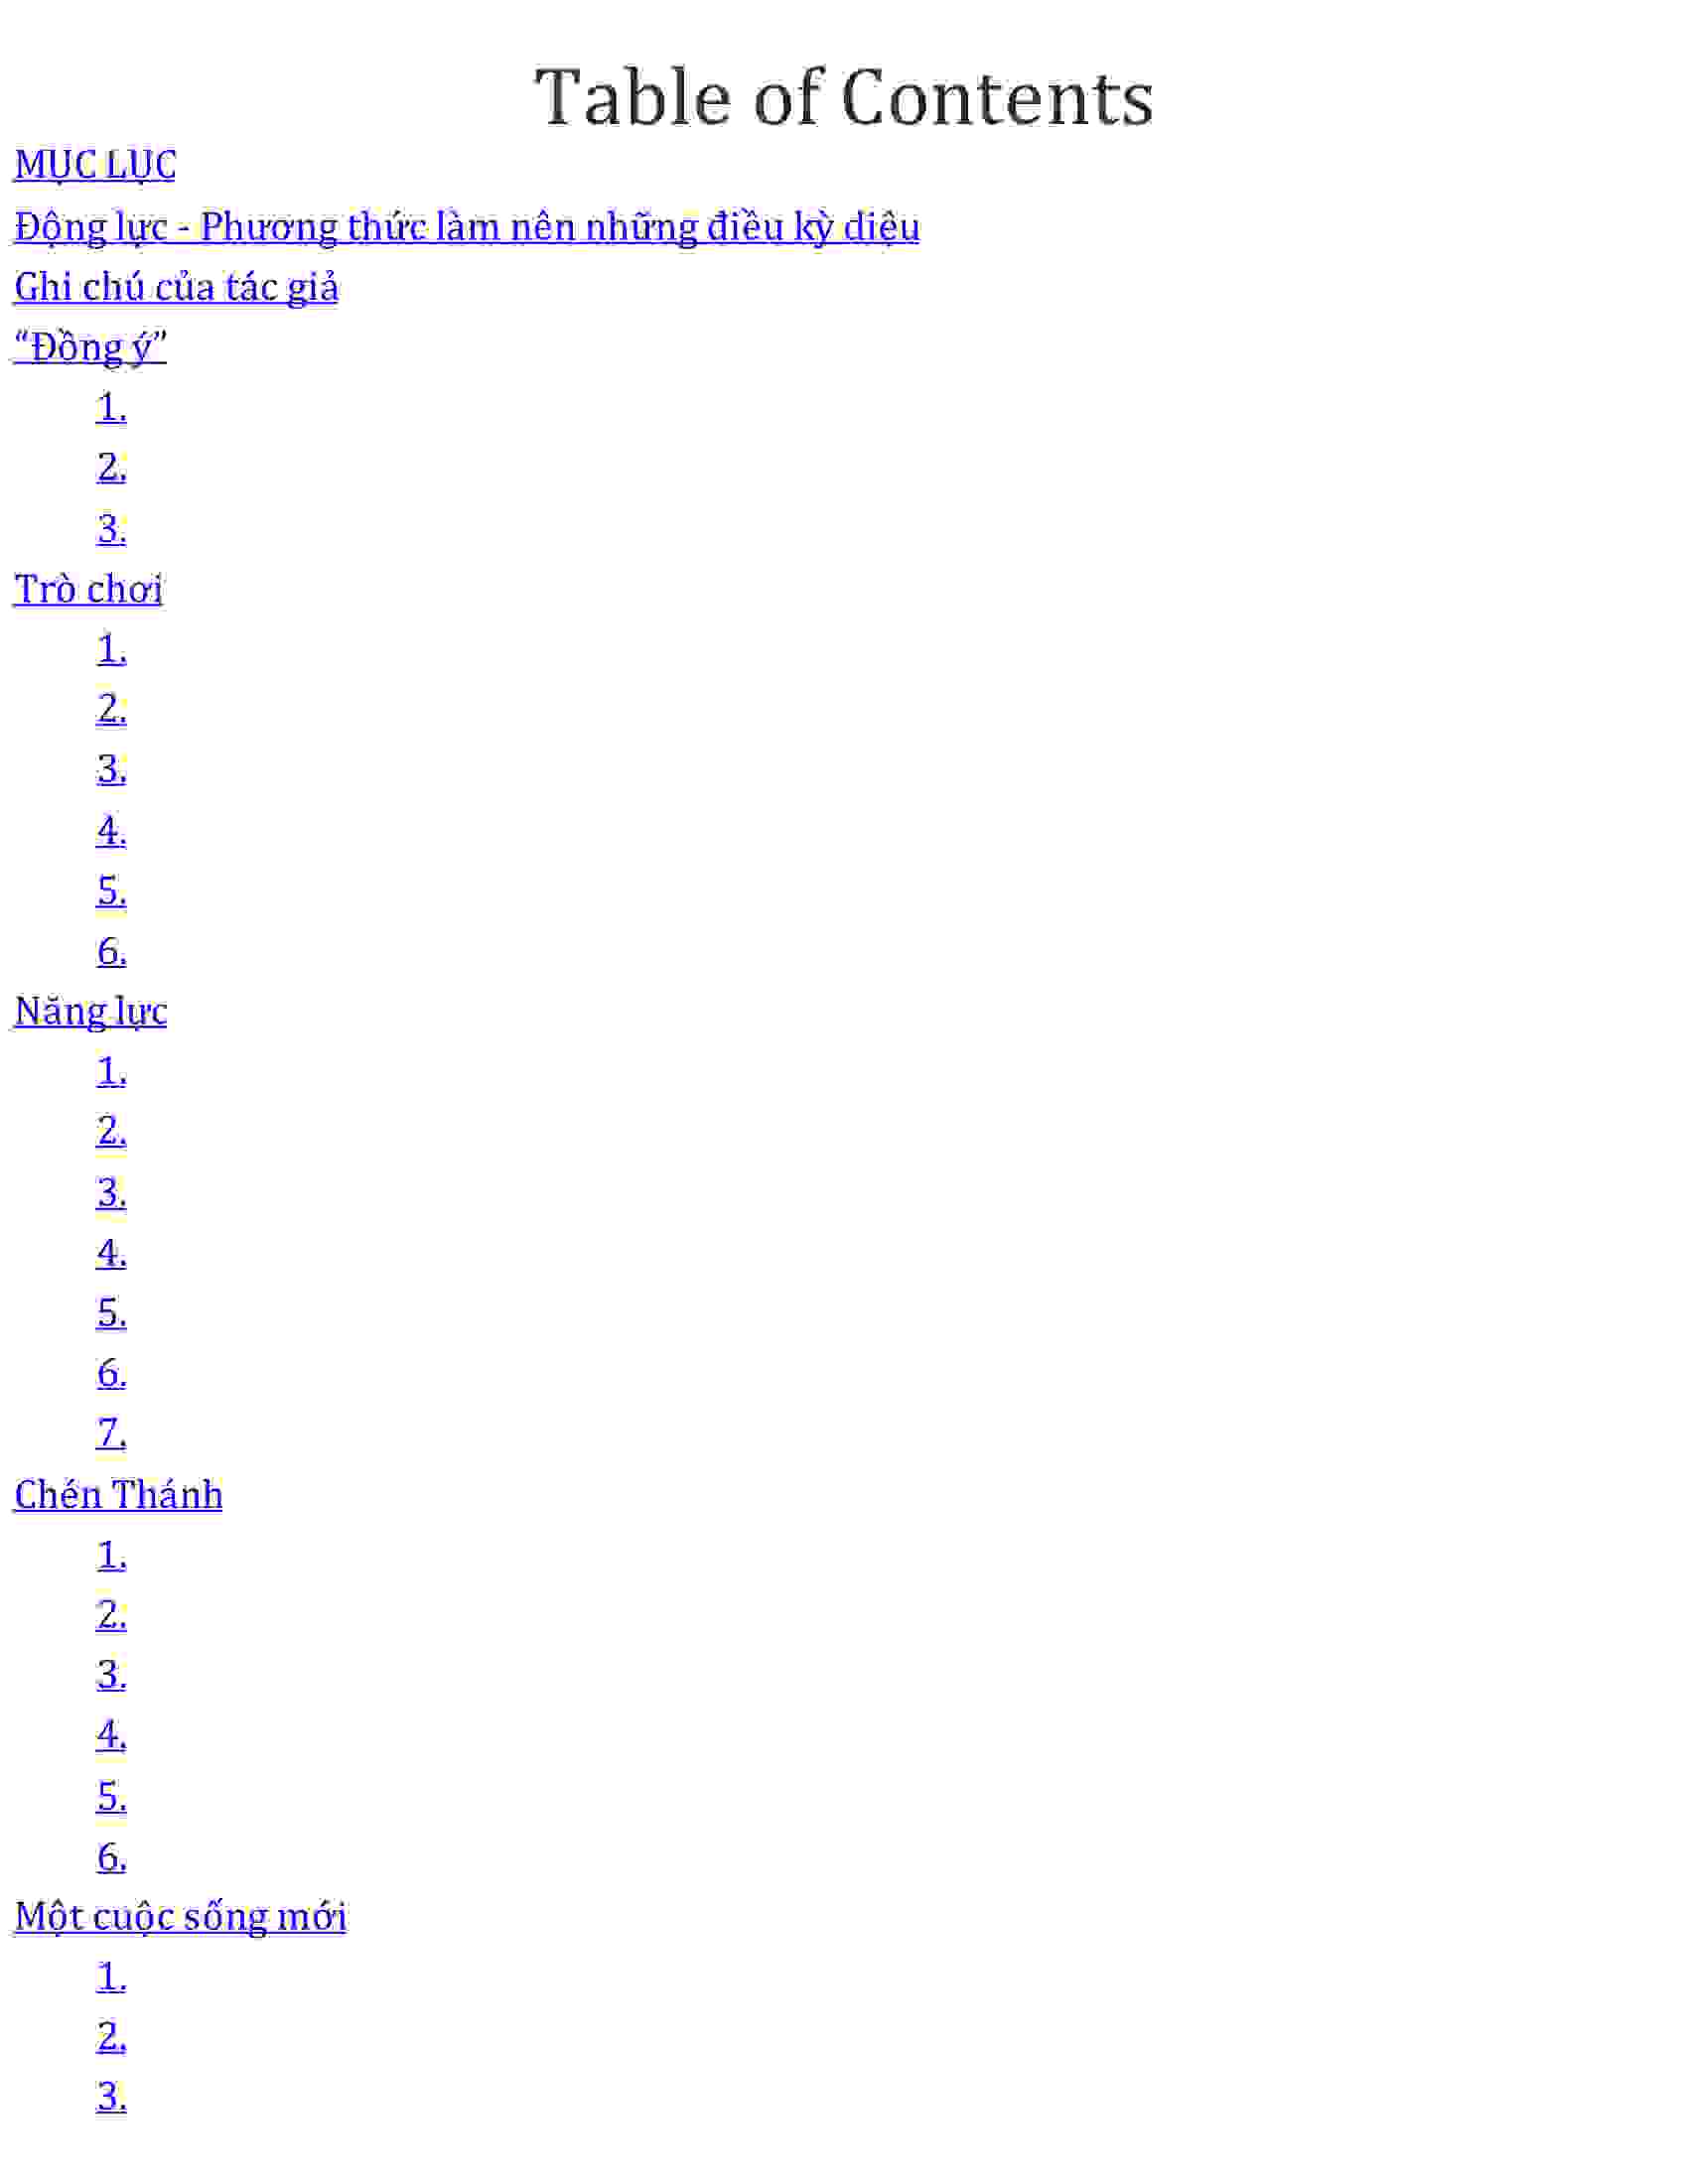 Table of Contents
MỤC LỤC
Động lực - Phương thức làm nên những điều kỳ diệu
Ghi chú của tác giả
“Đồng ý”
1.
2.
3.
Trò chơi
1.
2.
3.
4.
5.
6.
Năng lực
1.
2.
3.
4.
5.
6.
7.
Chén Thánh
1.
2.
3.
4.
5.
6.
Một cuộc sống mới
1.
2.
3.